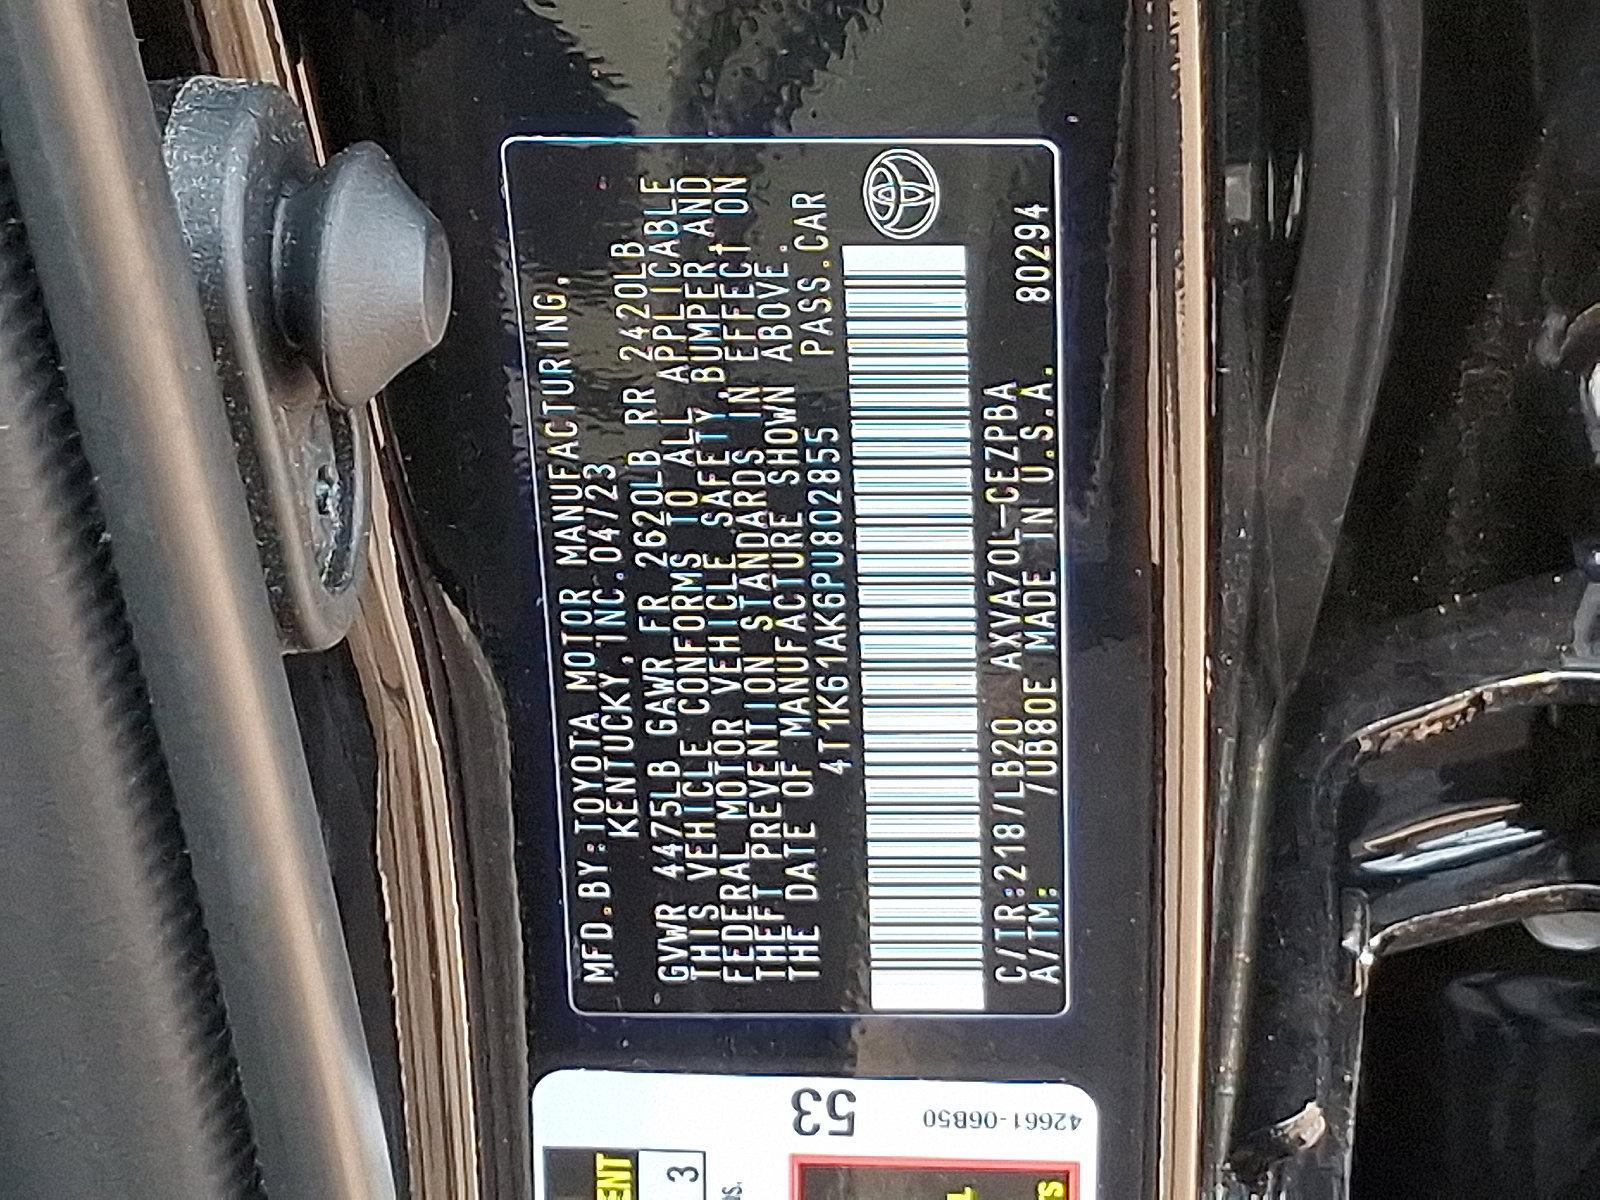 MFD.BY:TOYOTA MOTOR MANUFACTURING,
KENTUCKY,INC.04/23
GVWR 4475LB GAWR FR 2620LB RR 2420LB
THIS VEHICLE CONFORMS TO ALL APPLICABLE
FEDERAL MOTOR VEHICLE SAFETY,BUMPER,AND
THEFT PREVENTION STANDARDS IN EFFECT ON
THE DATE OF MANUFACTURE SHOWN ABOVE.
4T1K61AK6PU802855 PASS.CAR
C/TR:218/LB20 AXVA70L-CEZPBA
A/TM: /UB80E MADE IN U.S.A. 80294
53
42661-06B50
3